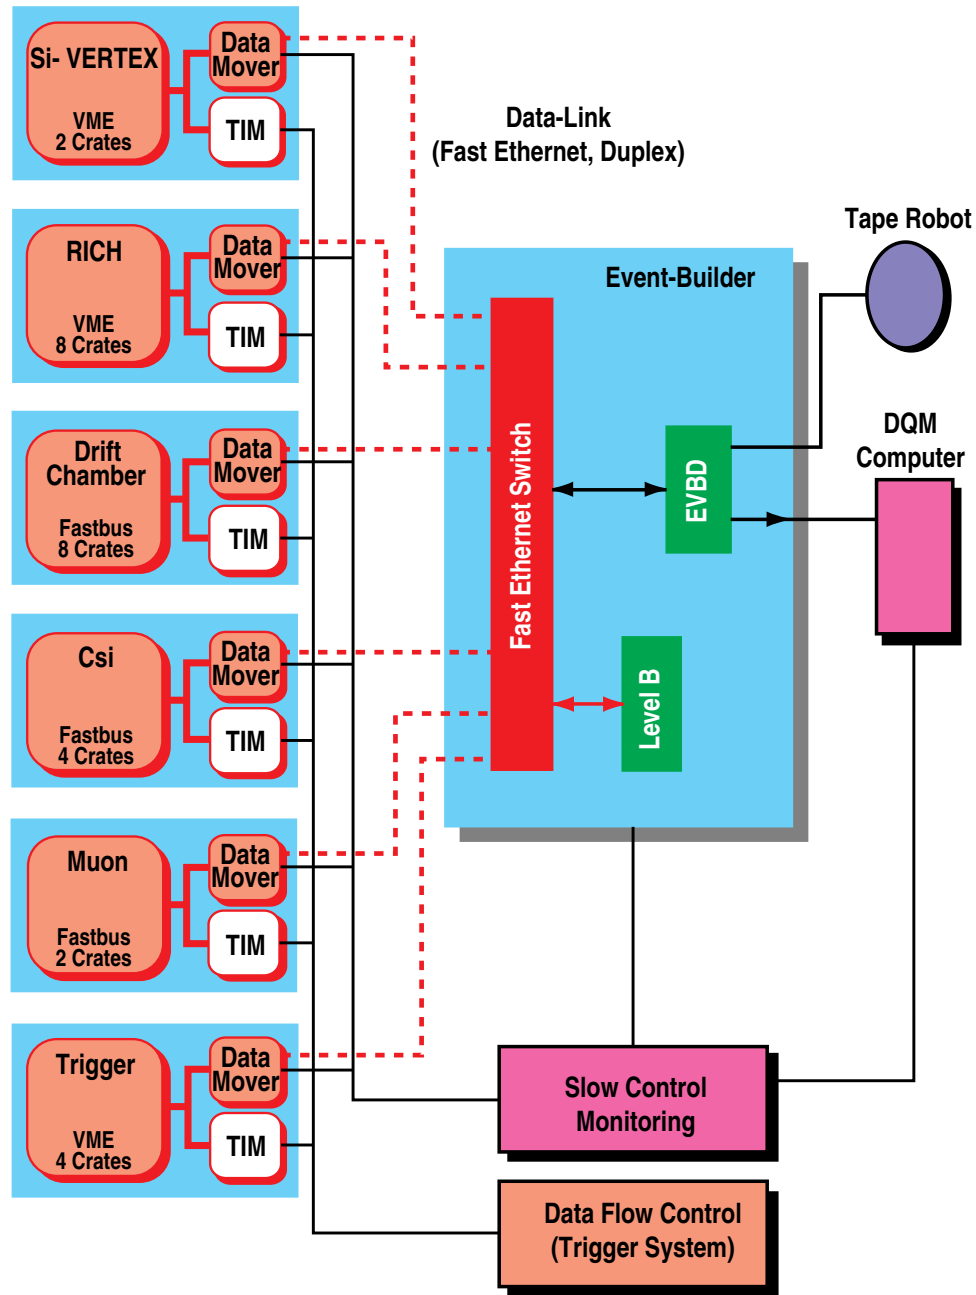 Si- VERTEX
VME
2 Crates
Data
Mover
TIM
RICH
VME
8 Crates
Data
Mover
TIM
Drift
Chamber
Fastbus
8 Crates
Data
Mover
TIM
Csi
Fastbus
4 Crates
Data
Mover
TIM
Muon
Fastbus
2 Crates
Data
Mover
TIM
Trigger
VME
4 Crates
Data
Mover
TIM
Data-Link
(Fast Ethernet, Duplex)
Event-Builder
Fast Ethernet Switch
EVBD
Level B
Tape Robot
DQM
Computer
Slow Control
Monitoring
Data Flow Control
(Trigger System)